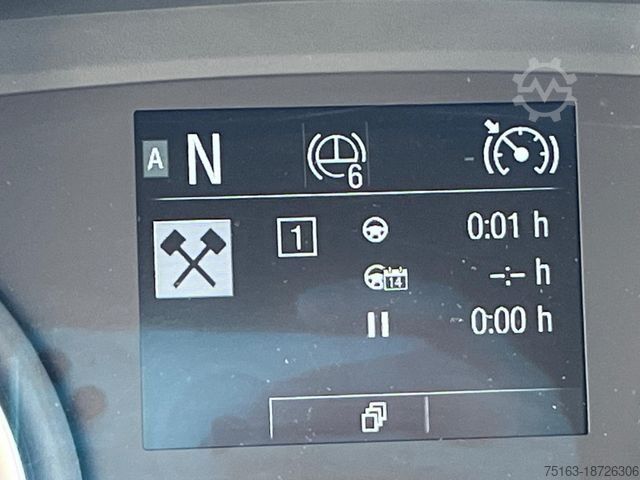 A N 6 -
1 0:01 h
14 -:- h
0:00 h
75163-18726306